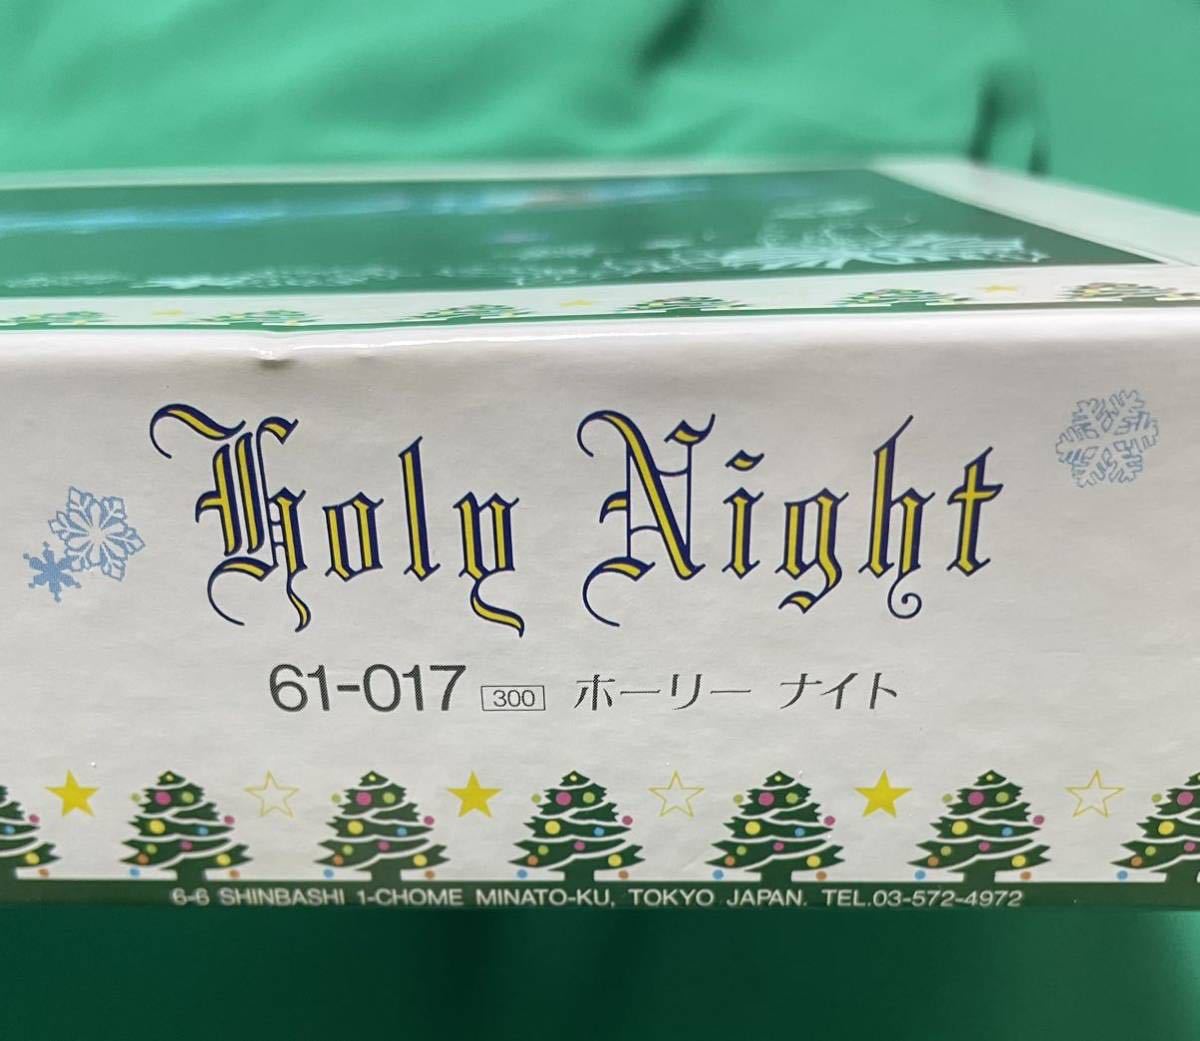 Holy Night
61-017 300 ホーリー ナイト
6-6 SHINBASHI 1-CHOME MINATO-KU, TOKYO JAPAN. TEL.03-572-4972